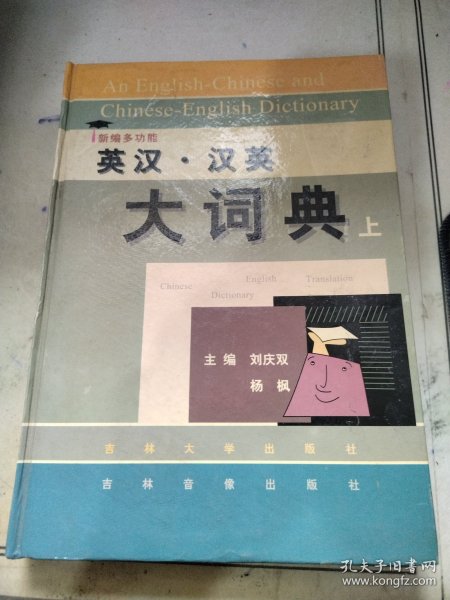 An English-Chinese and
Chinese-English Dictionary
新编多功能
英汉·汉英
大词典 上
Chinese English Translation
Dictionary
主编 刘庆双
杨枫
吉林大学出版社
吉林音像出版社
孔夫子旧书网
www.kongfz.com